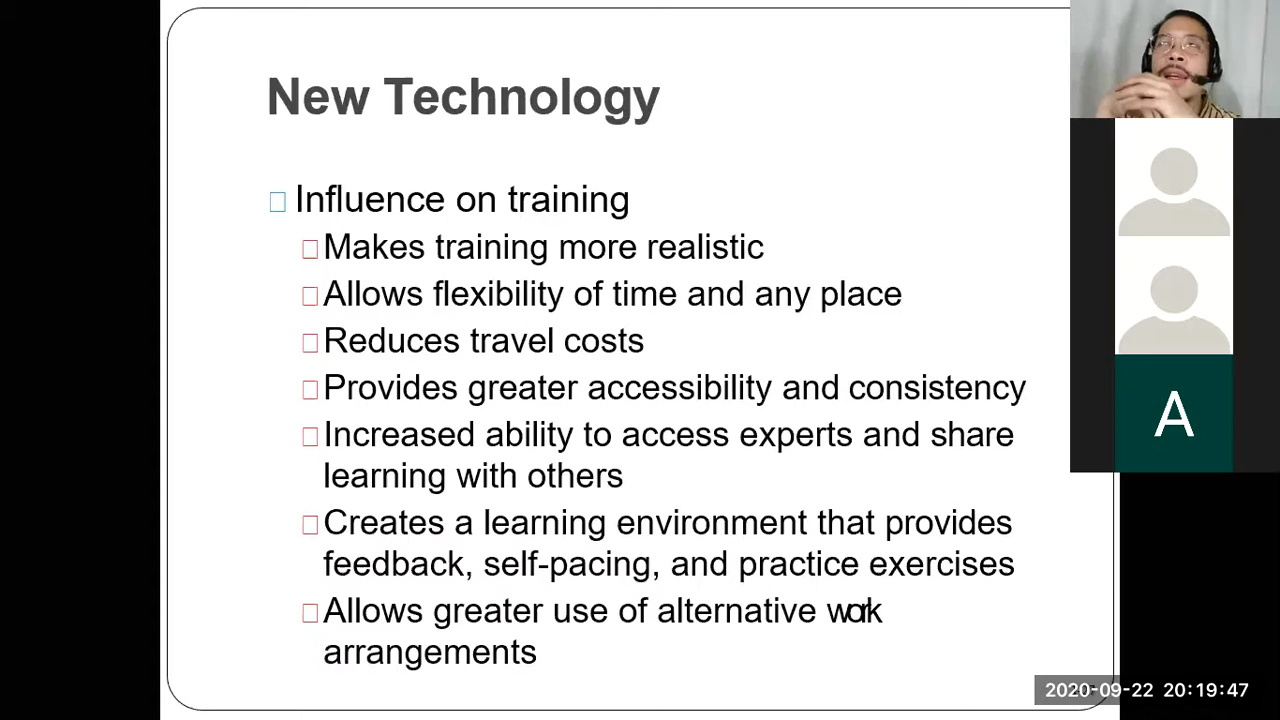 New Technology
Influence on training
Makes training more realistic
Allows flexibility of time and any place
Reduces travel costs
Provides greater accessibility and consistency
Increased ability to access experts and share
learning with others
Creates a learning environment that provides
feedback, self-pacing, and practice exercises
Allows greater use of alternative work
arrangements
A
2020-09-22 20:19:47